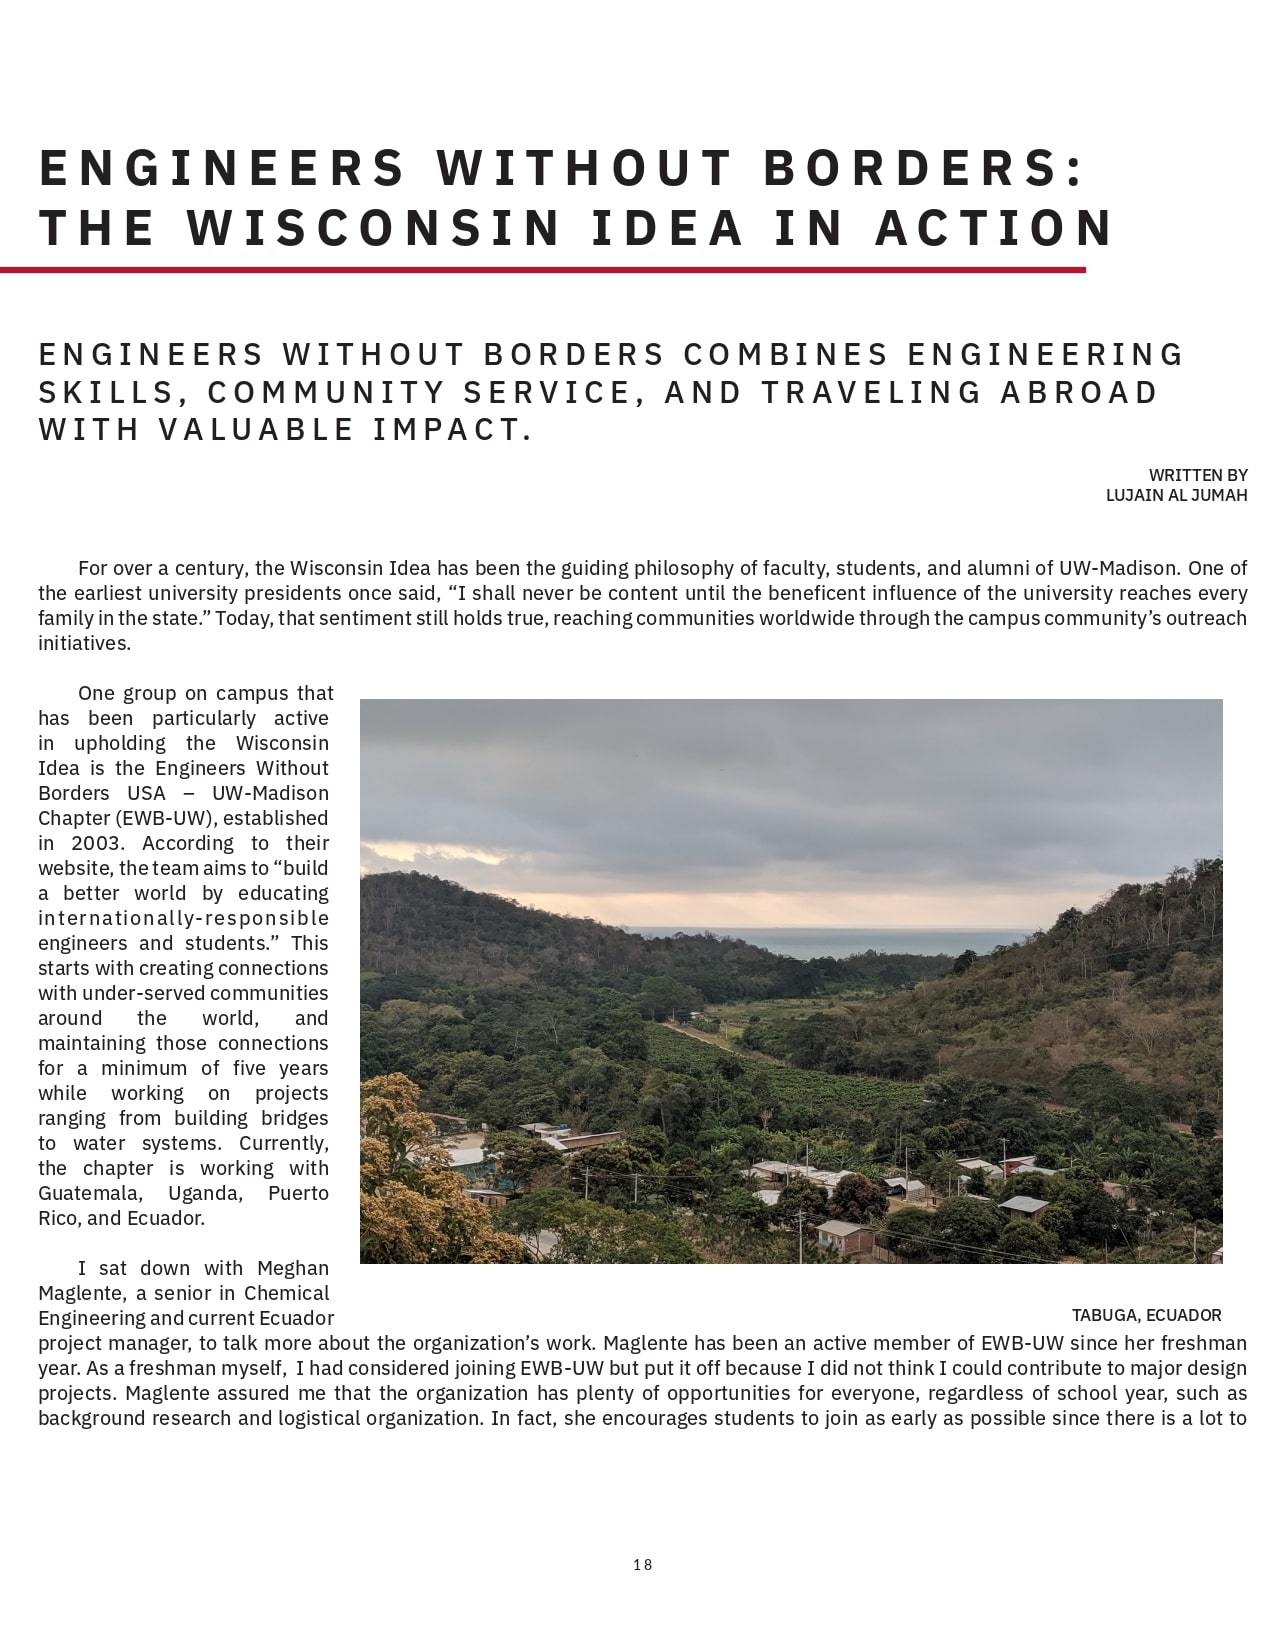 ENGINEERS WITHOUT BORDERS:
THE WISCONSIN IDEA IN ACTION
ENGINEERS WITHOUT BORDERS COMBINES ENGINEERING
SKILLS, COMMUNITY SERVICE, AND TRAVELING ABROAD
WITH VALUABLE IMPACT.
WRITTEN BY
LUJAIN AL JUMAH
For over a century, the Wisconsin Idea has been the guiding philosophy of faculty, students, and alumni of UW-Madison. One of
the earliest university presidents once said, “I shall never be content until the beneficent influence of the university reaches every
family in the state.” Today, that sentiment still holds true, reaching communities worldwide through the campus community’s outreach
initiatives.
One group on campus that
has been particularly active
in upholding the Wisconsin
Idea is the Engineers Without
Borders USA – UW-Madison
Chapter (EWB-UW), established
in 2003. According to their
website, the team aims to “build
a better world by educating
internationally-responsible
engineers and students.” This
starts with creating connections
with under-served communities
around the world, and
maintaining those connections
for a minimum of five years
while working on projects
ranging from building bridges
to water systems. Currently,
the chapter is working with
Guatemala, Uganda, Puerto
Rico, and Ecuador.
I sat down with Meghan
Maglente, a senior in Chemical
Engineering and current Ecuador
TABUGA, ECUADOR
project manager, to talk more about the organization’s work. Maglente has been an active member of EWB-UW since her freshman
year. As a freshman myself, I had considered joining EWB-UW but put it off because I did not think I could contribute to major design
projects. Maglente assured me that the organization has plenty of opportunities for everyone, regardless of school year, such as
background research and logistical organization. In fact, she encourages students to join as early as possible since there is a lot to
18